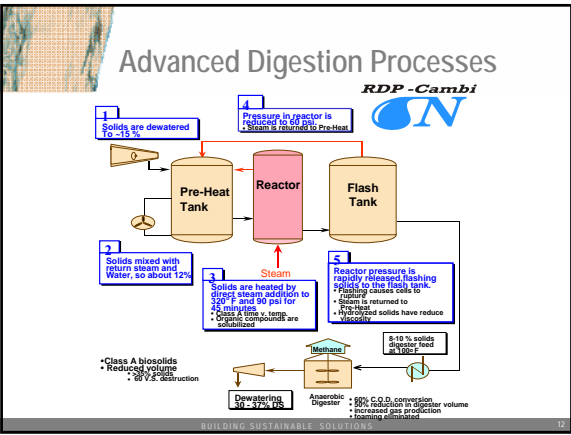 Advanced Digestion Processes
RDP-Cambi
N
1
Solids are dewatered
To ~15 %
4
Pressure in reactor is
reduced to 60 psi.
• Steam is returned to Pre-Heat
Pre-Heat
Tank
Reactor
Flash
Tank
2
Solids mixed with
return steam and
Water, so about 12%
Steam
3
Solids are heated by
direct steam addition to
320° F and 90 psi for
45 minutes
• Class A time v. temp.
• Organic compounds are
solubilized
5
Reactor pressure is
rapidly released,flashing
solids to the flash tank.
• Flashing causes cells to
rupture
• Steam is returned to
Pre-Heat
• Hydrolyzed solids have reduce
viscosity
8-10 % solids
digester feed
at 100° F
Methane
•Class A biosolids
• Reduced volume
• >35% solids
• 60 V.S. destruction
Dewatering
30 - 37% DS
Anaerobic
Digester
• 60% C.O.D. conversion
• 50% reduction in digester volume
• increased gas production
• foaming eliminated
BUILDING SUSTAINABLE SOLUTIONS
12